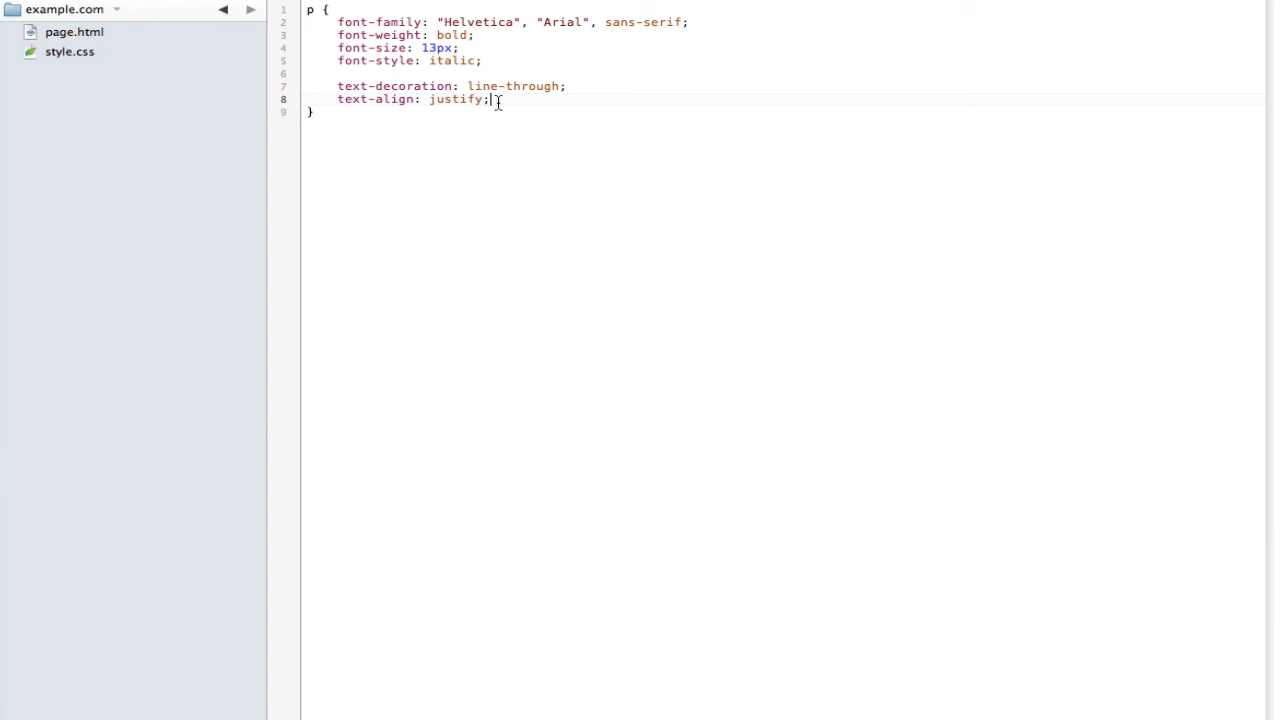 example.com
page.html
style.css
1 p {
2 font-family: "Helvetica", "Arial", sans-serif;
3 font-weight: bold;
4 font-size: 13px;
5 font-style: italic;
6
7 text-decoration: line-through;
8 text-align: justify;
9 }